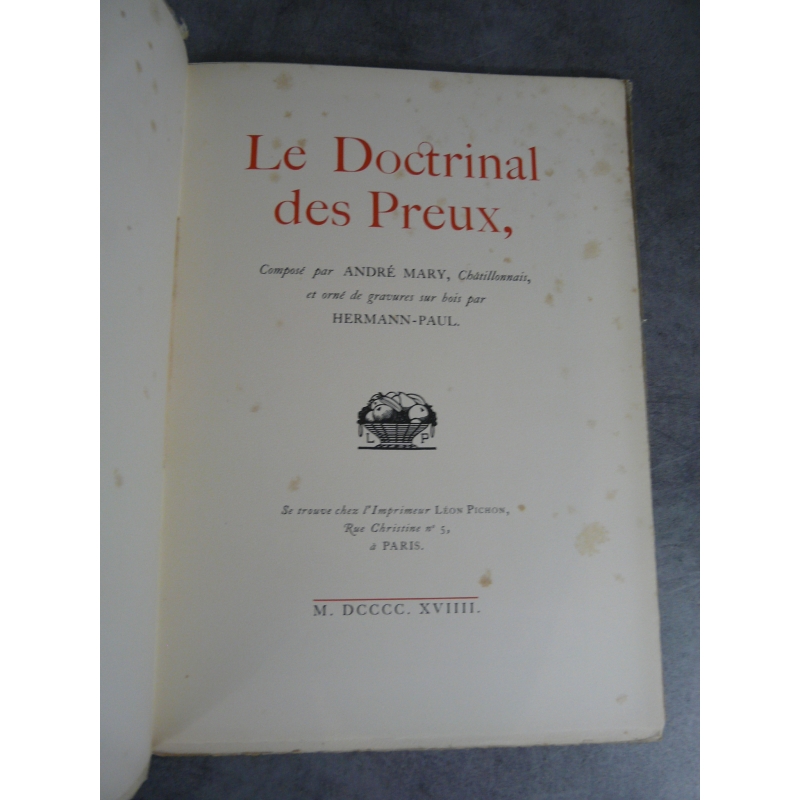 Le Doctrinal
des Preux,
Composé par ANDRÉ MARY, Châtillonnais,
et orné de gravures sur bois par
HERMANN-PAUL.
L P
Se trouve chez l'Imprimeur LÉON PICHON,
Rue Christine nº 5,
à PARIS.
M. DCCCC. XVIIII.